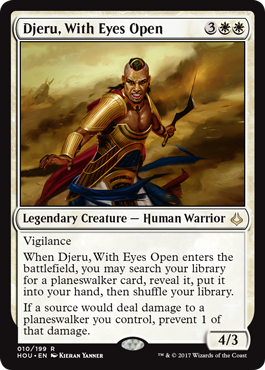 Djeru, With Eyes Open 3
Legendary Creature — Human Warrior
Vigilance
When Djeru, With Eyes Open enters the
battlefield, you may search your library
for a planeswalker card, reveal it, put it
into your hand, then shuffle your library.
If a source would deal damage to a
planeswalker you control, prevent 1 of
that damage.
4/3
010/199 R
HOU • EN KIERAN YANNER ™ & © 2017 Wizards of the Coast